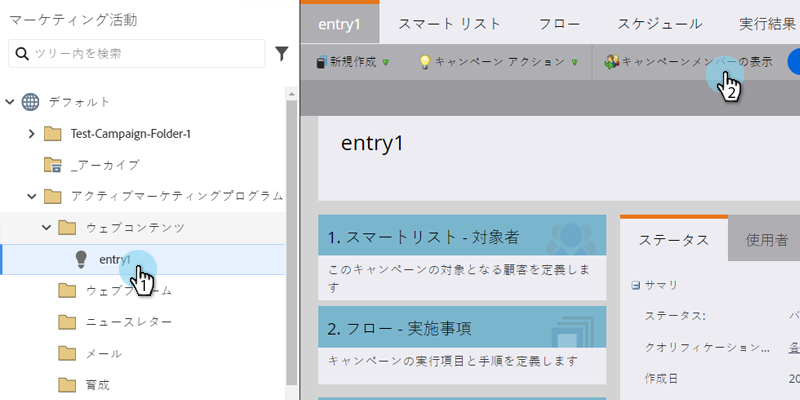 マーケティング活動
ツリー内を検索
デフォルト
Test-Campaign-Folder-1
_アーカイブ
アクティブマーケティングプログラム
ウェブコンテンツ
entry1
1
ニュースレター
メール
育成
entry1 スマート リスト フロー スケジュール 実行結果
新規作成 キャンペーン アクション キャンペーンメンバーの表示
2
entry1
1. スマートリスト - 対象者
このキャンペーンの対象となる顧客を定義しま
す
2. フロー - 実施事項
キャンペーンの実行項目と手順を定義します
ステータス 使用者
サマリ
ステータス:
クオリフィケーション...
作成日 20